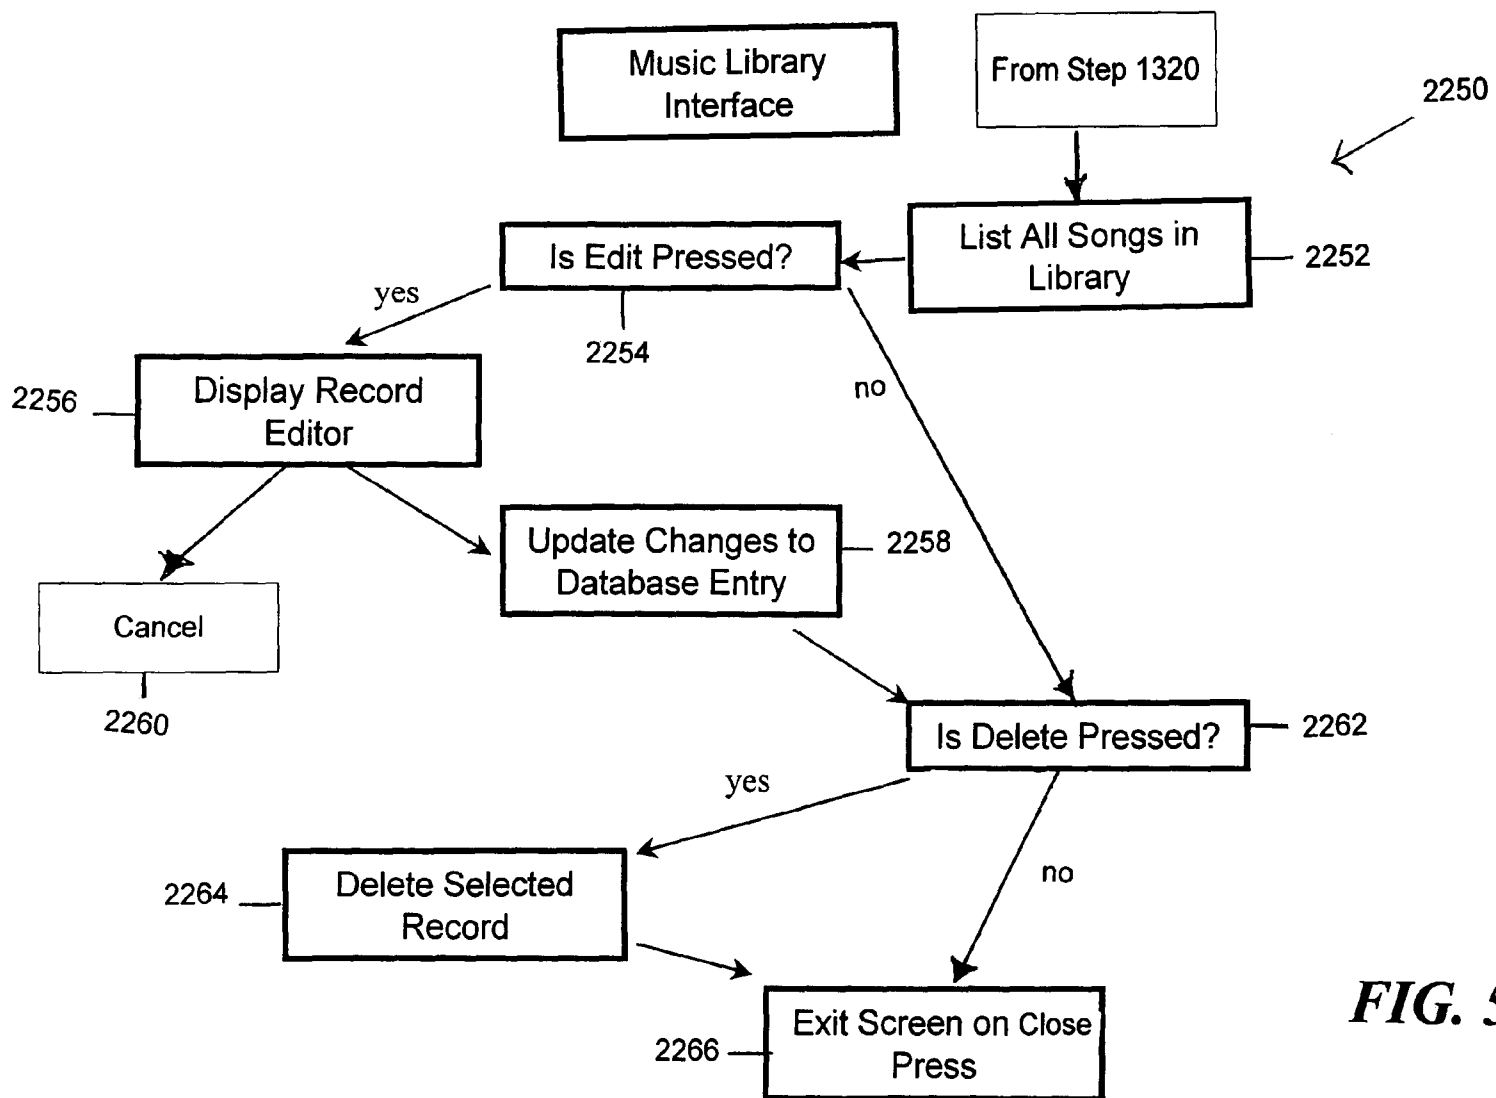 Music Library
Interface
From Step 1320
2250
List All Songs in
Library
2252
Is Edit Pressed?
yes
2254
no
2256
Display Record
Editor
Update Changes to
Database Entry
2258
Cancel
2260
Is Delete Pressed?
2262
yes
no
2264
Delete Selected
Record
Exit Screen on Close
Press
2266
FIG. 5